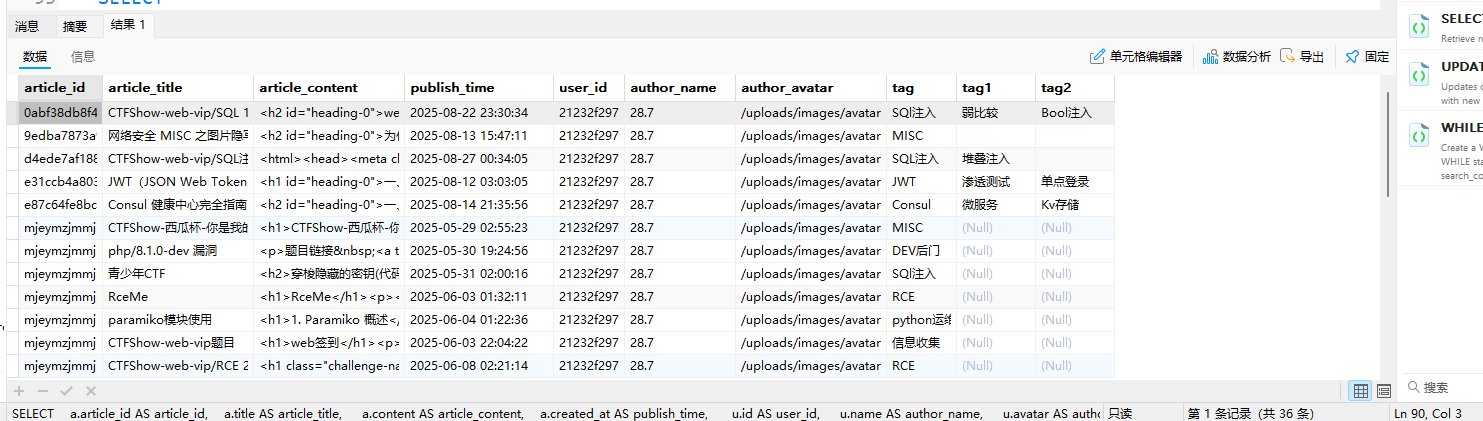 SELECT
消息 摘要 结果 1
数据 信息 单元格编辑器 数据分析 导出 固定
article_id article_title article_content publish_time user_id author_name author_avatar tag tag1 tag2
0abf38db8f4 CTFShow-web-vip/SQL 1 <h2 id="heading-0">we 2025-08-22 23:30:34 21232f297 28.7 /uploads/images/avatar SQl注入 弱比较 Bool注入
9edba7873a 网络安全 MISC 之图片隐写 <h2 id="heading-0">为什 2025-08-13 15:47:11 21232f297 28.7 /uploads/images/avatar MISC
d4ede7af188 CTFShow-web-vip/SQL注 <html><head><meta cl 2025-08-27 00:34:05 21232f297 28.7 /uploads/images/avatar SQL注入 堆叠注入
e31ccb4a803 JWT（JSON Web Token <h1 id="heading-0">一、 2025-08-12 03:03:05 21232f297 28.7 /uploads/images/avatar JWT 渗透测试 单点登录
e87c64fe8bc Consul 健康中心完全指南 <h2 id="heading-0">一、 2025-08-14 21:35:56 21232f297 28.7 /uploads/images/avatar Consul 微服务 Kv存储
mjeymzjmmj CTFShow-西瓜杯-你是我的 <h1>CTFShow-西瓜杯-你 2025-05-29 02:55:23 21232f297 28.7 /uploads/images/avatar MISC (Null) (Null)
mjeymzjmmj php/8.1.0-dev 漏洞 <p>题目链接&nbsp;<a t 2025-05-30 19:24:56 21232f297 28.7 /uploads/images/avatar DEV后门 (Null) (Null)
mjeymzjmmj 青少年CTF <h2>穿梭隐藏的密钥(代码 2025-05-31 02:00:16 21232f297 28.7 /uploads/images/avatar SQl注入 (Null) (Null)
mjeymzjmmj RceMe <h1>RceMe</h1><p>< 2025-06-03 01:32:11 21232f297 28.7 /uploads/images/avatar RCE (Null) (Null)
mjeymzjmmj paramiko模块使用 <h1>1. Paramiko 概述</ 2025-06-04 01:22:36 21232f297 28.7 /uploads/images/avatar python运维 (Null) (Null)
mjeymzjmmj CTFShow-web-vip题目 <h1>web签到</h1><p> 2025-06-03 22:04:22 21232f297 28.7 /uploads/images/avatar 信息收集 (Null) (Null)
mjeymzjmmj CTFShow-web-vip/RCE 2 <h1 class="challenge-na 2025-06-08 02:21:14 21232f297 28.7 /uploads/images/avatar RCE (Null) (Null)
SELECT a.article_id AS article_id, a.title AS article_title, a.content AS article_content, a.created_at AS publish_time, u.id AS user_id, u.name AS author_name, u.avatar AS autho 只读 第 1 条记录（共 36 条） Ln 90, Col 3
SELECT
Retrieve ro
UPDAT
Updates c
with new
WHILE
Create a W
WHILE sta
search_co
搜索